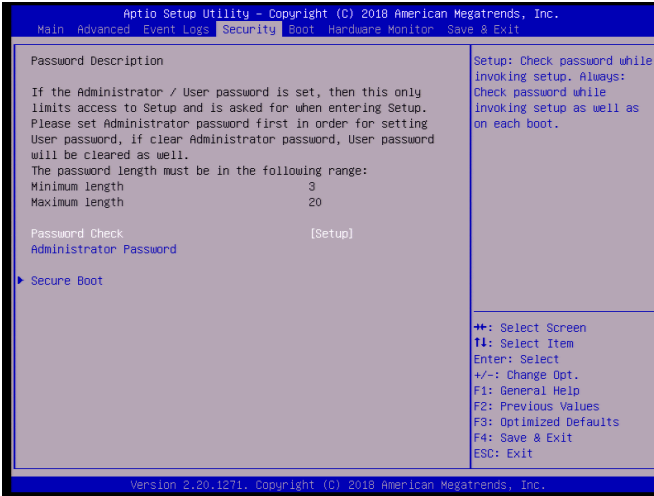 Aptio Setup Utility – Copyright (C) 2018 American Megatrends, Inc.
Main Advanced Event Logs Security Boot Hardware Monitor Save & Exit
Password Description
If the Administrator / User password is set, then this only
limits access to Setup and is asked for when entering Setup.
Please set Administrator password first in order for setting
User password, if clear Administrator password, User password
will be cleared as well.
The password length must be in the following range:
Minimum length 3
Maximum length 20
Password Check [Setup]
Administrator Password
Secure Boot
Setup: Check password while
invoking setup. Always:
Check password while
invoking setup as well as
on each boot.
→←: Select Screen
↑↓: Select Item
Enter: Select
+/-: Change Opt.
F1: General Help
F2: Previous Values
F3: Optimized Defaults
F4: Save & Exit
ESC: Exit
Version 2.20.1271. Copyright (C) 2018 American Megatrends, Inc.